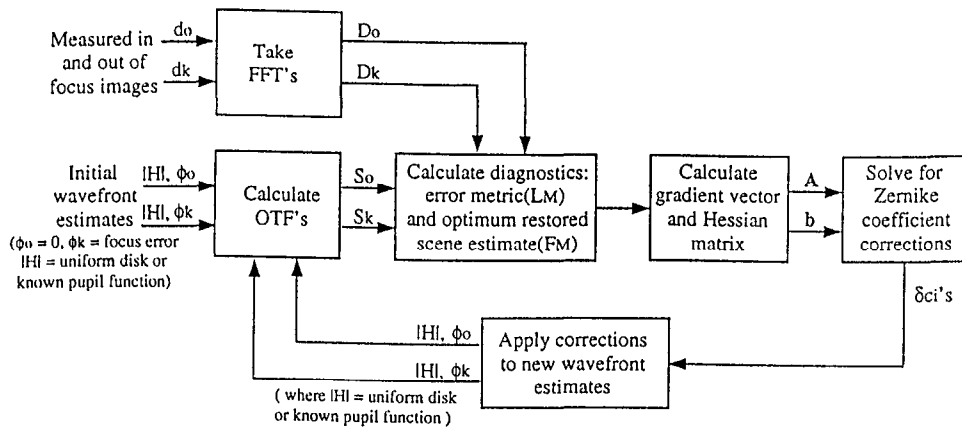 Measured in
and out of
focus images
do
dk
Take
FFT's
Do
Dk
Initial
wavefront
estimates
(ϕo = 0, ϕk = focus error
|H| = uniform disk or
known pupil function)
|H|, ϕo
|H|, ϕk
Calculate
OTF's
So
Sk
Calculate diagnostics:
error metric(LM)
and optimum restored
scene estimate(FM)
Calculate
gradient vector
and Hessian
matrix
A
b
Solve for
Zernike
coefficient
corrections
δci's
Apply corrections
to new wavefront
estimates
|H|, ϕo
|H|, ϕk
( where |H| = uniform disk
or known pupil function )